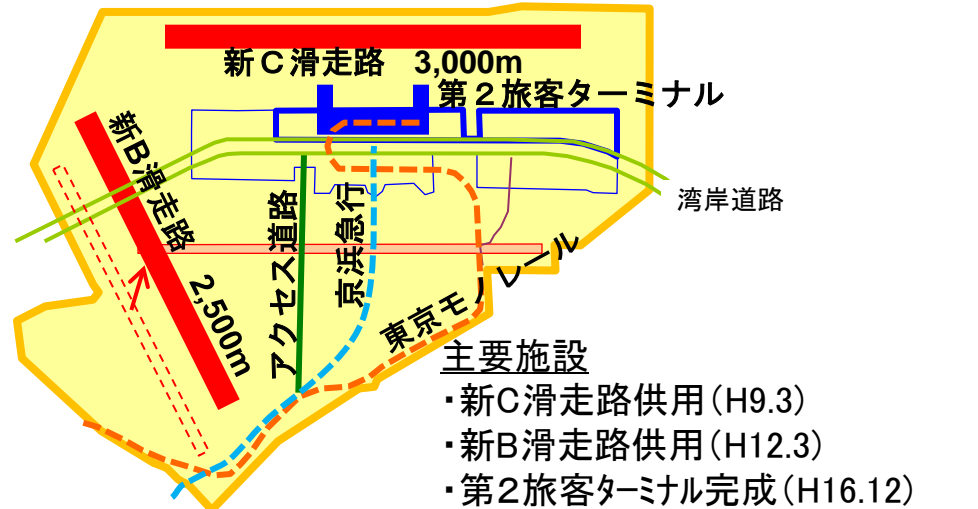 新C滑走路 3,000m
第２旅客ターミナル
新B滑走路 2,500m
湾岸道路
アクセス道路
京浜急行
東京モノレール
主要施設
・新C滑走路供用（H9.3）
・新B滑走路供用（H12.3）
・第２旅客ﾀｰﾐﾅﾙ完成（H16.12）